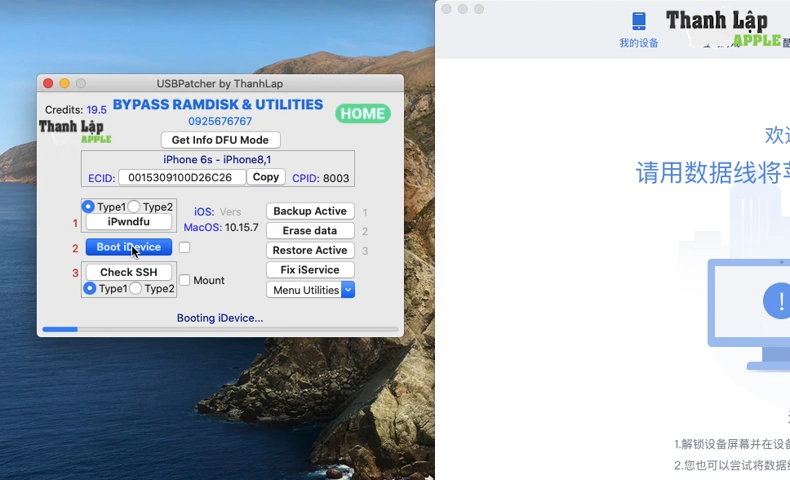 USBPatcher by ThanhLap
Credits: 19.5
BYPASS RAMDISK & UTILITIES
0925676767
HOME
Thanh Lập
APPLE
Get Info DFU Mode
iPhone 6s - iPhone8,1
ECID: 0015309100D26C26 Copy CPID: 8003
Type1 Type2
1 iPwndfu
iOS: Vers
MacOS: 10.15.7
2 Boot iDevice
3 Check SSH
Type1 Type2
Mount
Backup Active 1
Erase data 2
Restore Active 3
Fix iService
Menu Utilities
Booting iDevice...
Thanh Lập
APPLE
我的设备
欢迎
请用数据线将苹
!
1.解锁设备屏幕并在设备
2.您也可以尝试将数据线